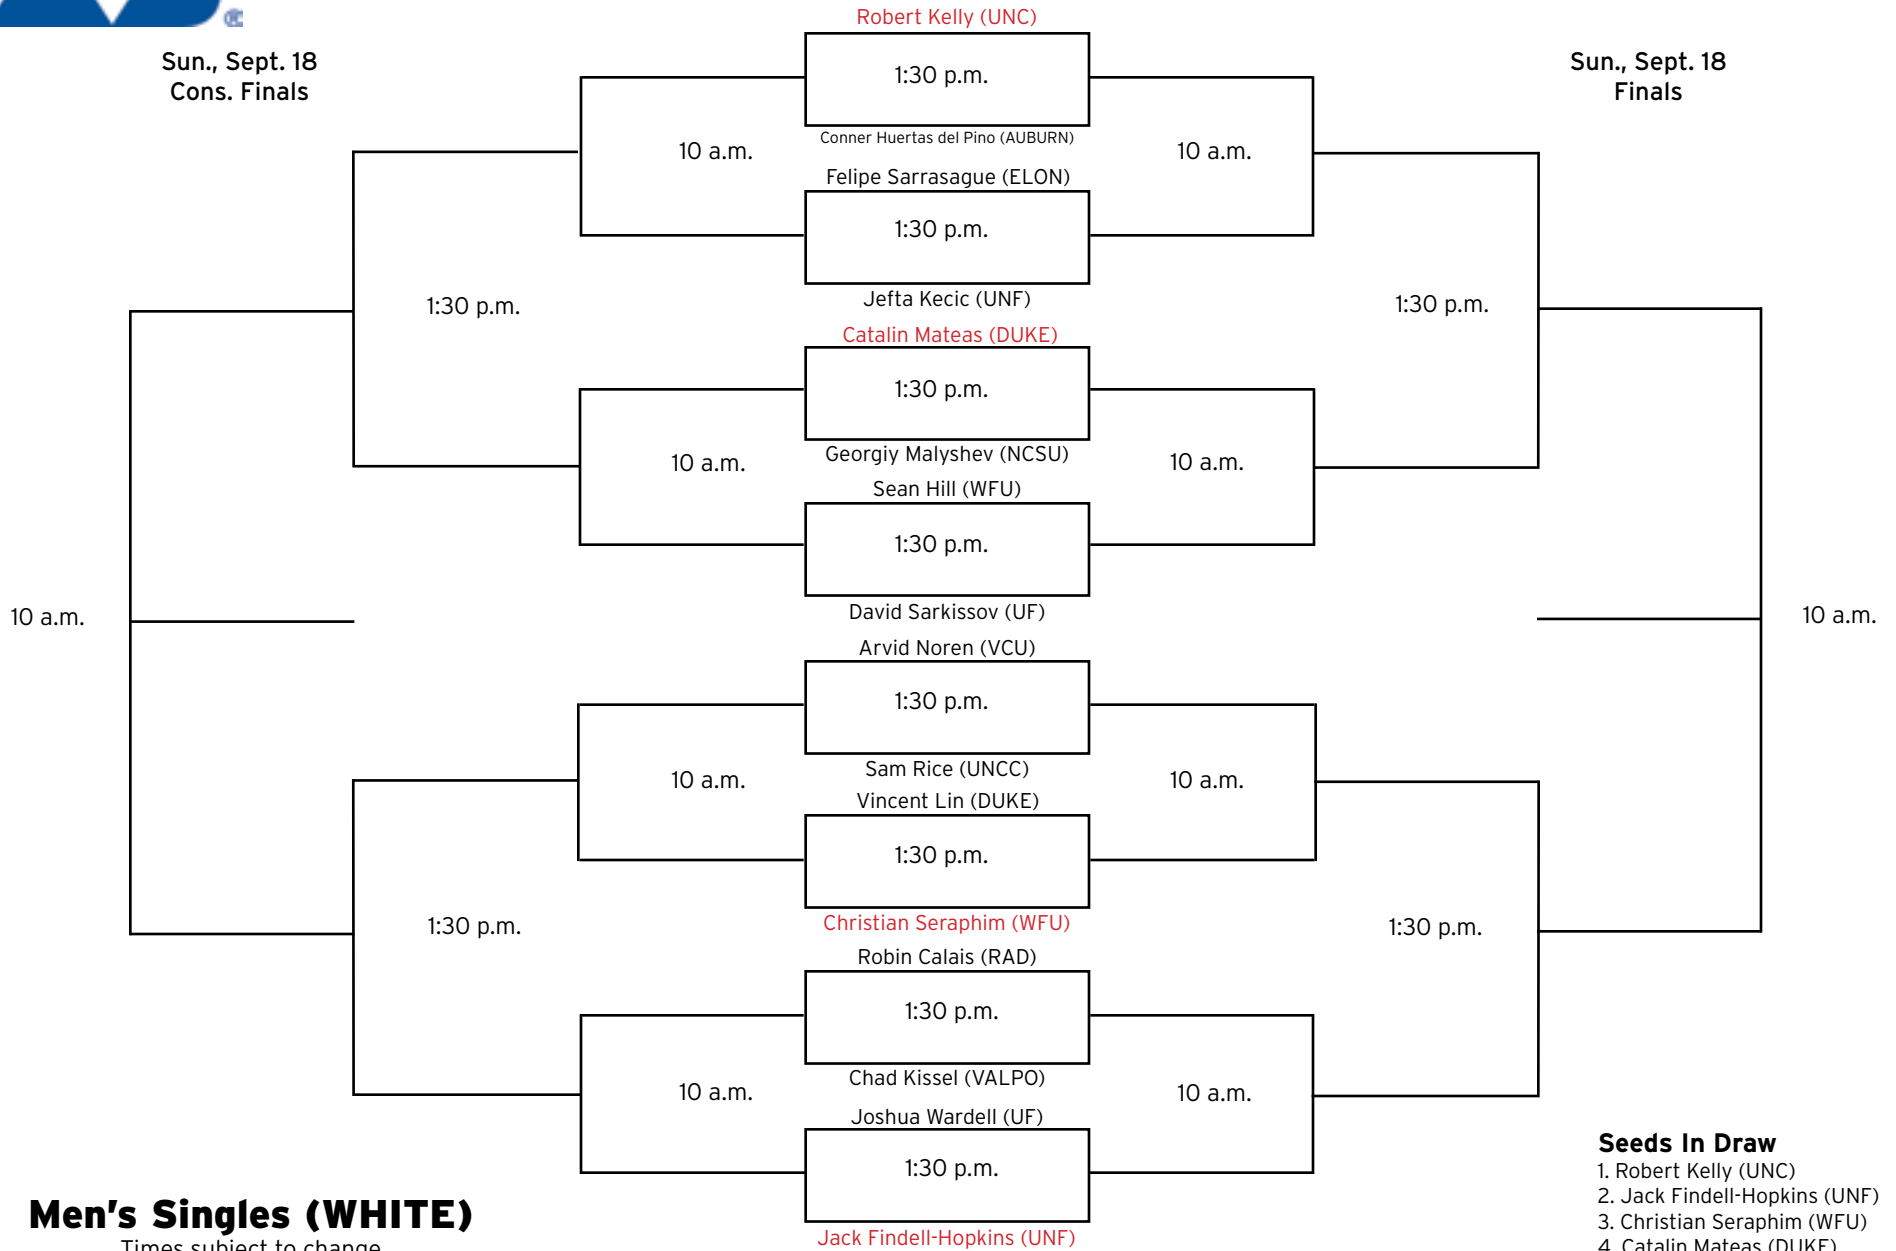 Sun., Sept. 18
Cons. Finals
Sun., Sept. 18
Finals
Robert Kelly (UNC)
1:30 p.m.
Conner Huertas del Pino (AUBURN)
10 a.m.
10 a.m.
Felipe Sarrasague (ELON)
1:30 p.m.
Jefta Kecic (UNF)
1:30 p.m.
1:30 p.m.
Catalin Mateas (DUKE)
1:30 p.m.
Georgiy Malyshev (NCSU)
10 a.m.
10 a.m.
Sean Hill (WFU)
1:30 p.m.
David Sarkissov (UF)
10 a.m.
10 a.m.
Arvid Noren (VCU)
1:30 p.m.
Sam Rice (UNCC)
10 a.m.
10 a.m.
Vincent Lin (DUKE)
1:30 p.m.
Christian Seraphim (WFU)
1:30 p.m.
1:30 p.m.
Robin Calais (RAD)
1:30 p.m.
Chad Kissel (VALPO)
10 a.m.
10 a.m.
Joshua Wardell (UF)
1:30 p.m.
Jack Findell-Hopkins (UNF)
Men's Singles (WHITE)
Times subject to change
Seeds In Draw
1. Robert Kelly (UNC)
2. Jack Findell-Hopkins (UNF)
3. Christian Seraphim (WFU)
4. Catalin Mateas (DUKE)